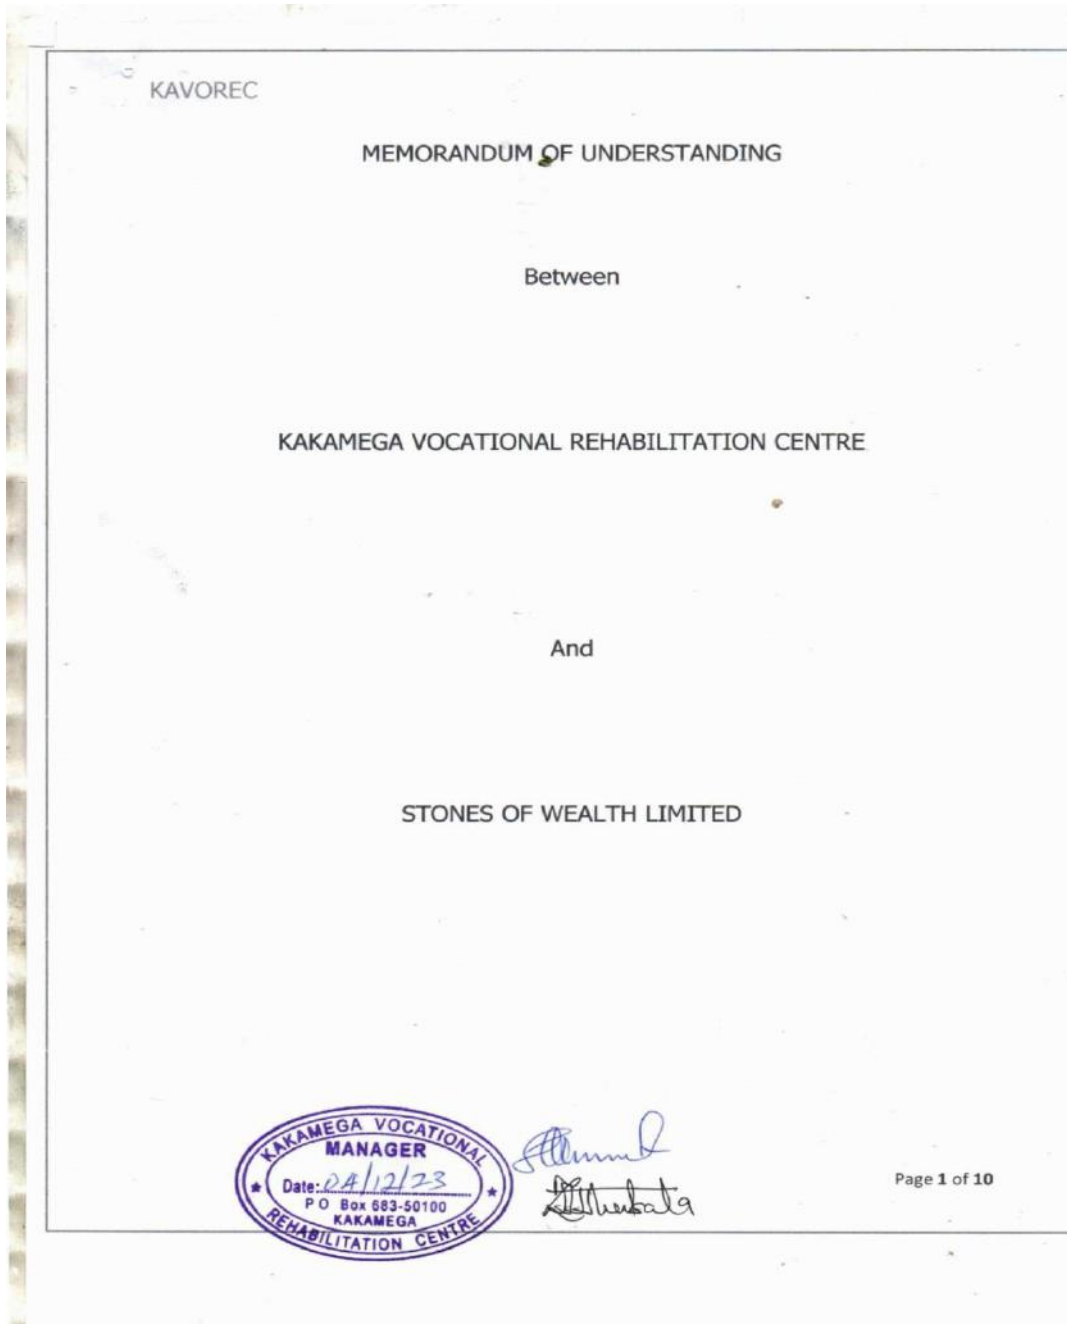 KAVOREC
MEMORANDUM OF UNDERSTANDING
Between
KAKAMEGA VOCATIONAL REHABILITATION CENTRE
And
STONES OF WEALTH LIMITED
KAKAMEGA VOCATIONAL
MANAGER
Date: 04/12/23
P O Box 683-50100
KAKAMEGA
REHABILITATION CENTRE
Page 1 of 10